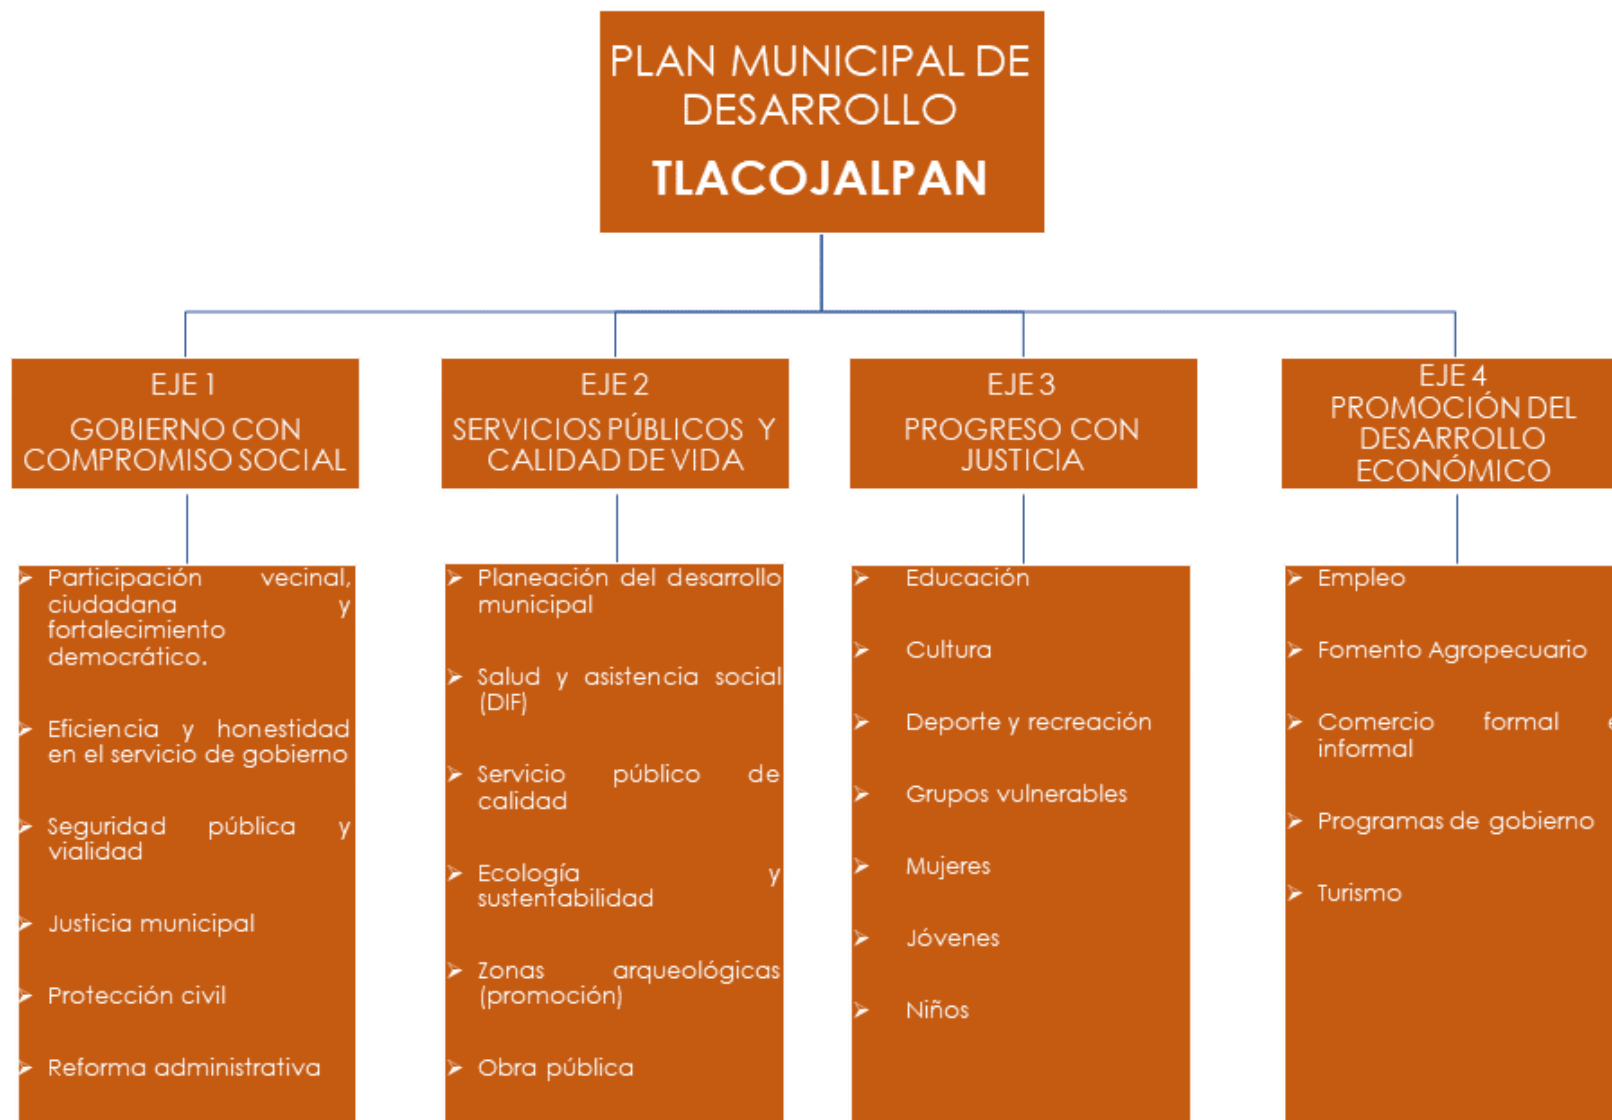 PLAN MUNICIPAL DE
DESARROLLO
TLACOJALPAN
EJE 1
GOBIERNO CON
COMPROMISO SOCIAL
➢ Participación vecinal,
ciudadana y
fortalecimiento
democrático.
➢ Eficiencia y honestidad
en el servicio de gobierno
➢ Seguridad pública y
vialidad
➢ Justicia municipal
➢ Protección civil
➢ Reforma administrativa
EJE 2
SERVICIOS PÚBLICOS Y
CALIDAD DE VIDA
➢ Planeación del desarrollo
municipal
➢ Salud y asistencia social
(DIF)
➢ Servicio público de
calidad
➢ Ecología y
sustentabilidad
➢ Zonas arqueológicas
(promoción)
➢ Obra pública
EJE 3
PROGRESO CON
JUSTICIA
➢ Educación
➢ Cultura
➢ Deporte y recreación
➢ Grupos vulnerables
➢ Mujeres
➢ Jóvenes
➢ Niños
EJE 4
PROMOCIÓN DEL
DESARROLLO
ECONÓMICO
➢ Empleo
➢ Fomento Agropecuario
➢ Comercio formal e
informal
➢ Programas de gobierno
➢ Turismo